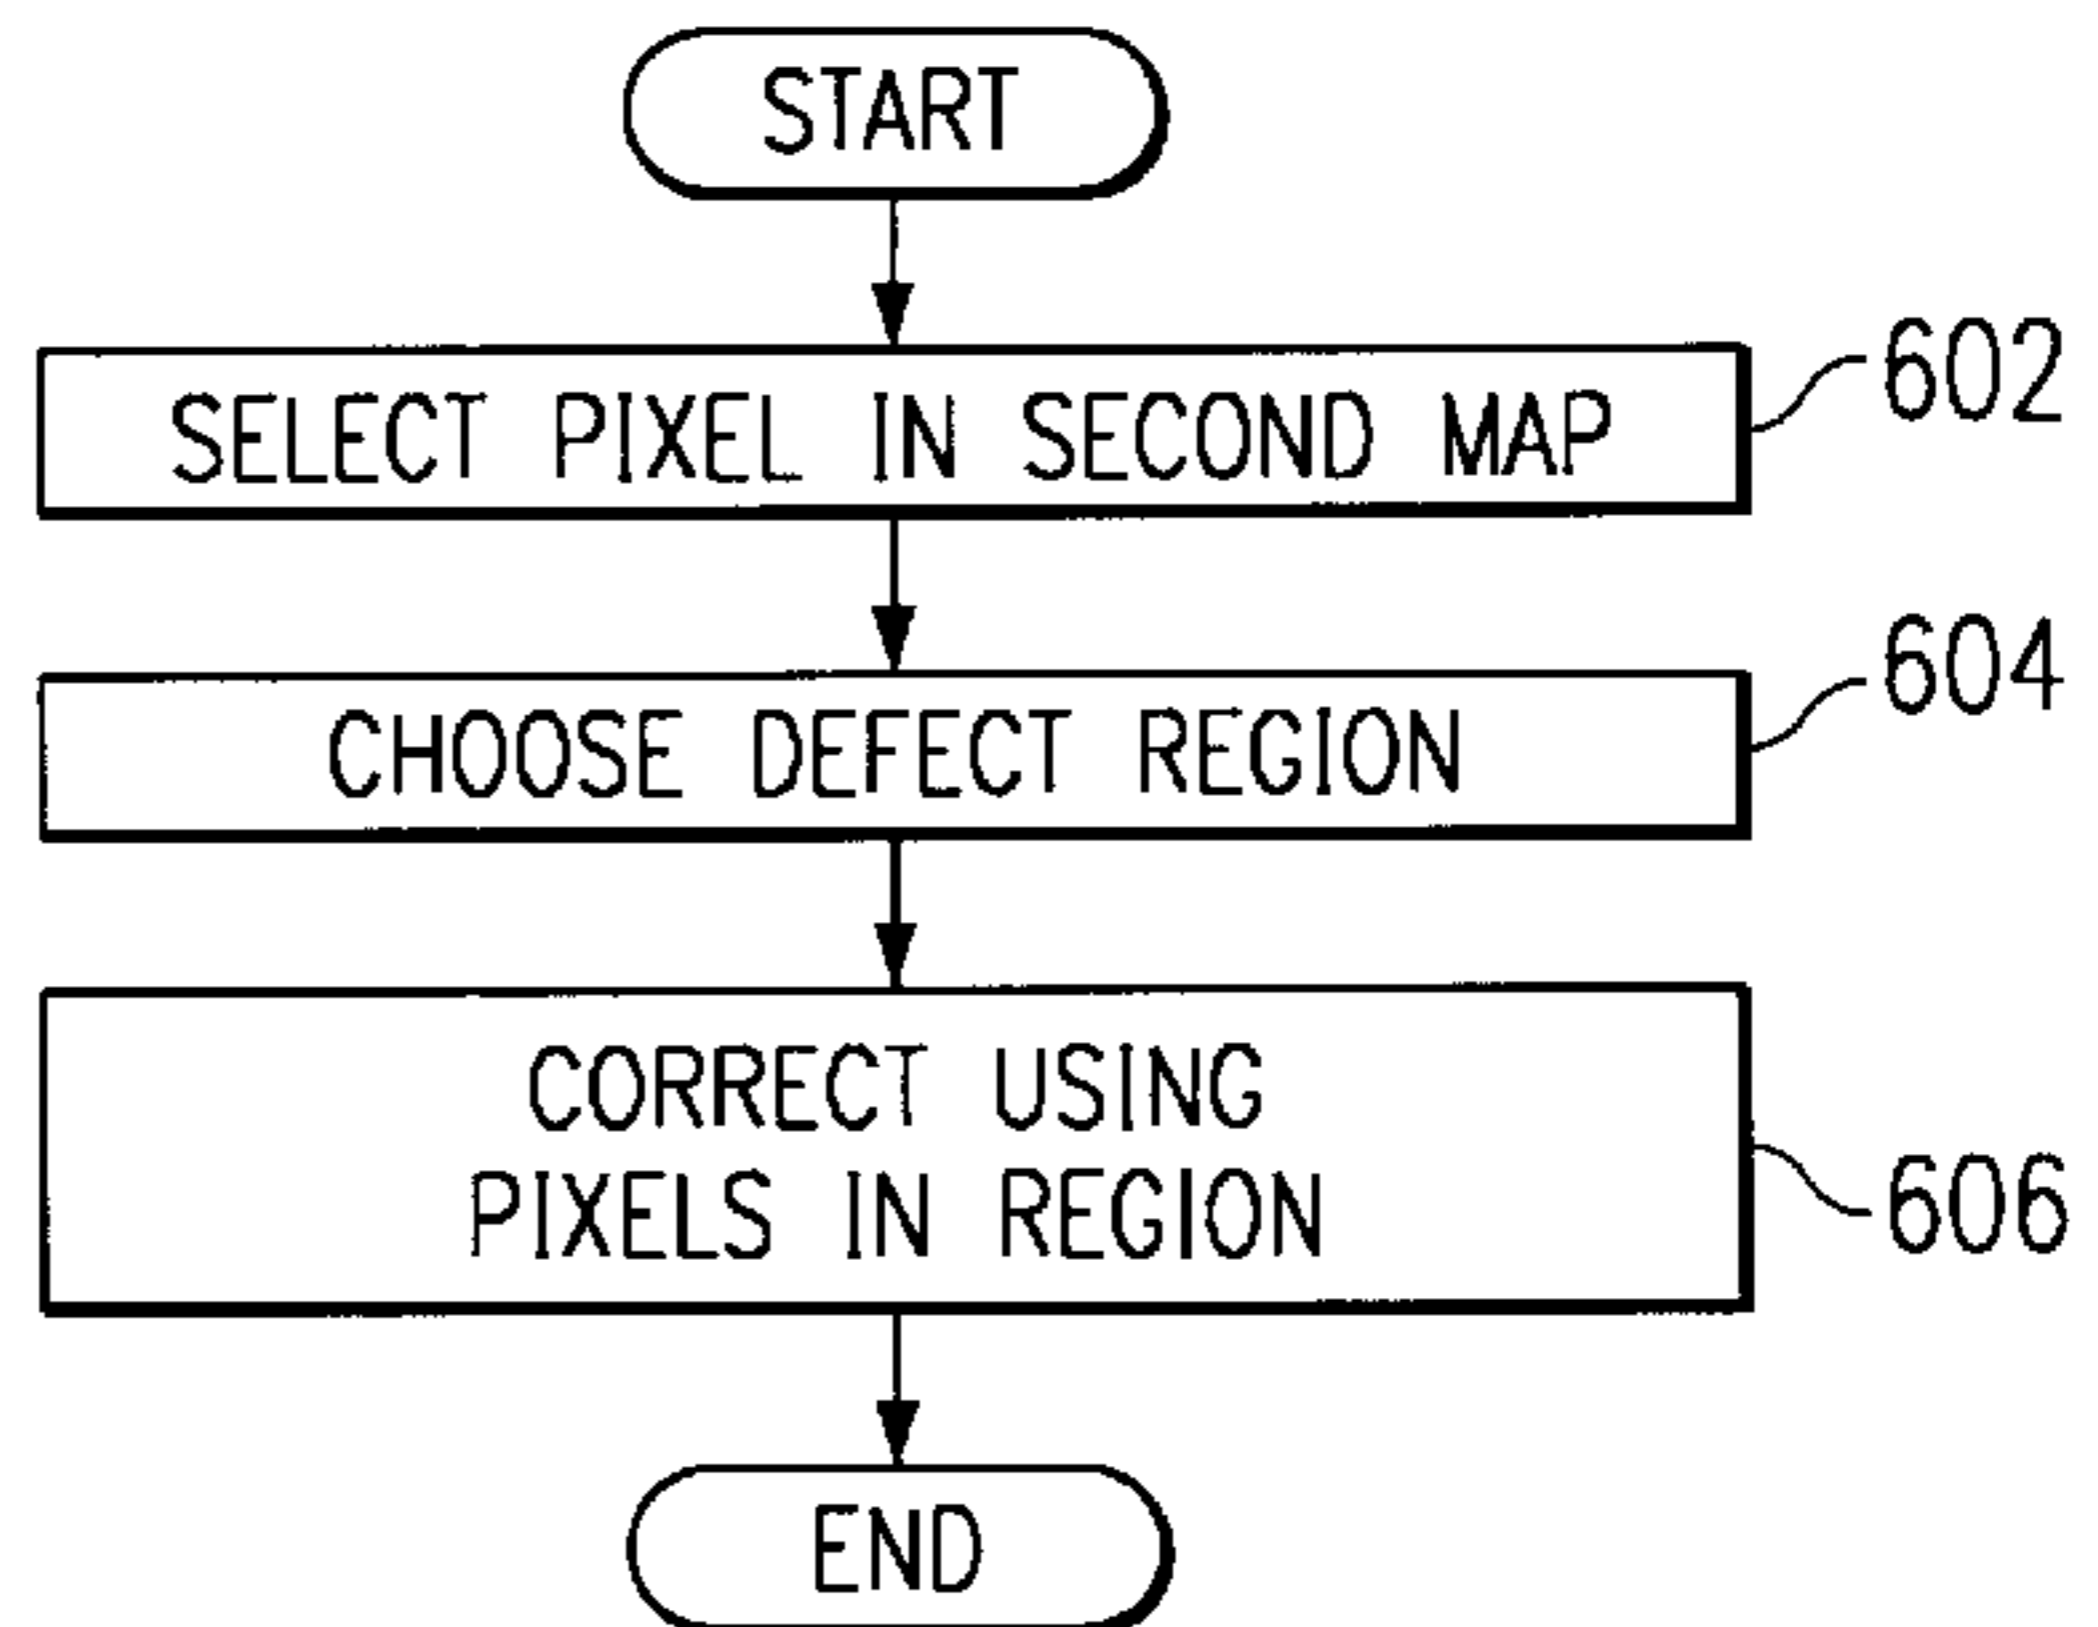 START
SELECT PIXEL IN SECOND MAP
602
CHOOSE DEFECT REGION
604
CORRECT USING
PIXELS IN REGION
606
END